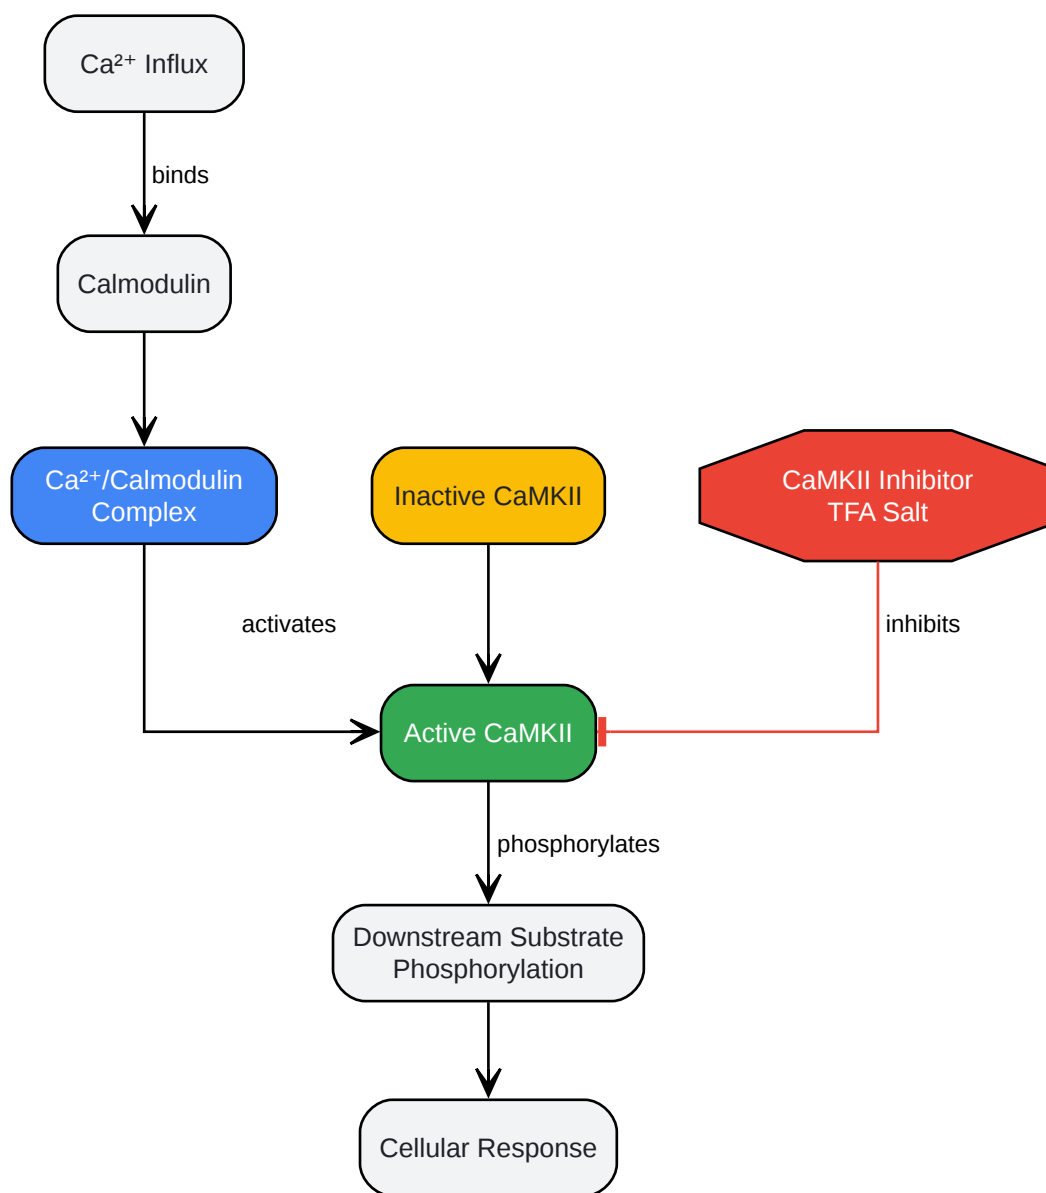 Ca²⁺ Influx
binds
Calmodulin
Ca²⁺/Calmodulin
Complex
Inactive CaMKII
CaMKII Inhibitor
TFA Salt
activates
inhibits
Active CaMKII
phosphorylates
Downstream Substrate
Phosphorylation
Cellular Response